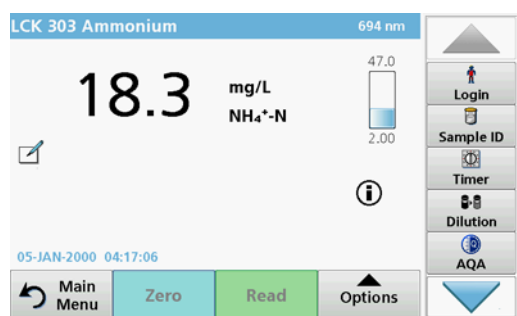 LCK 303 Ammonium 694 nm
47.0
18.3 mg/L
NH₄⁺-N
2.00
05-JAN-2000 04:17:06
Main Menu
Zero
Read
Options
Login
Sample ID
Timer
Dilution
AQA